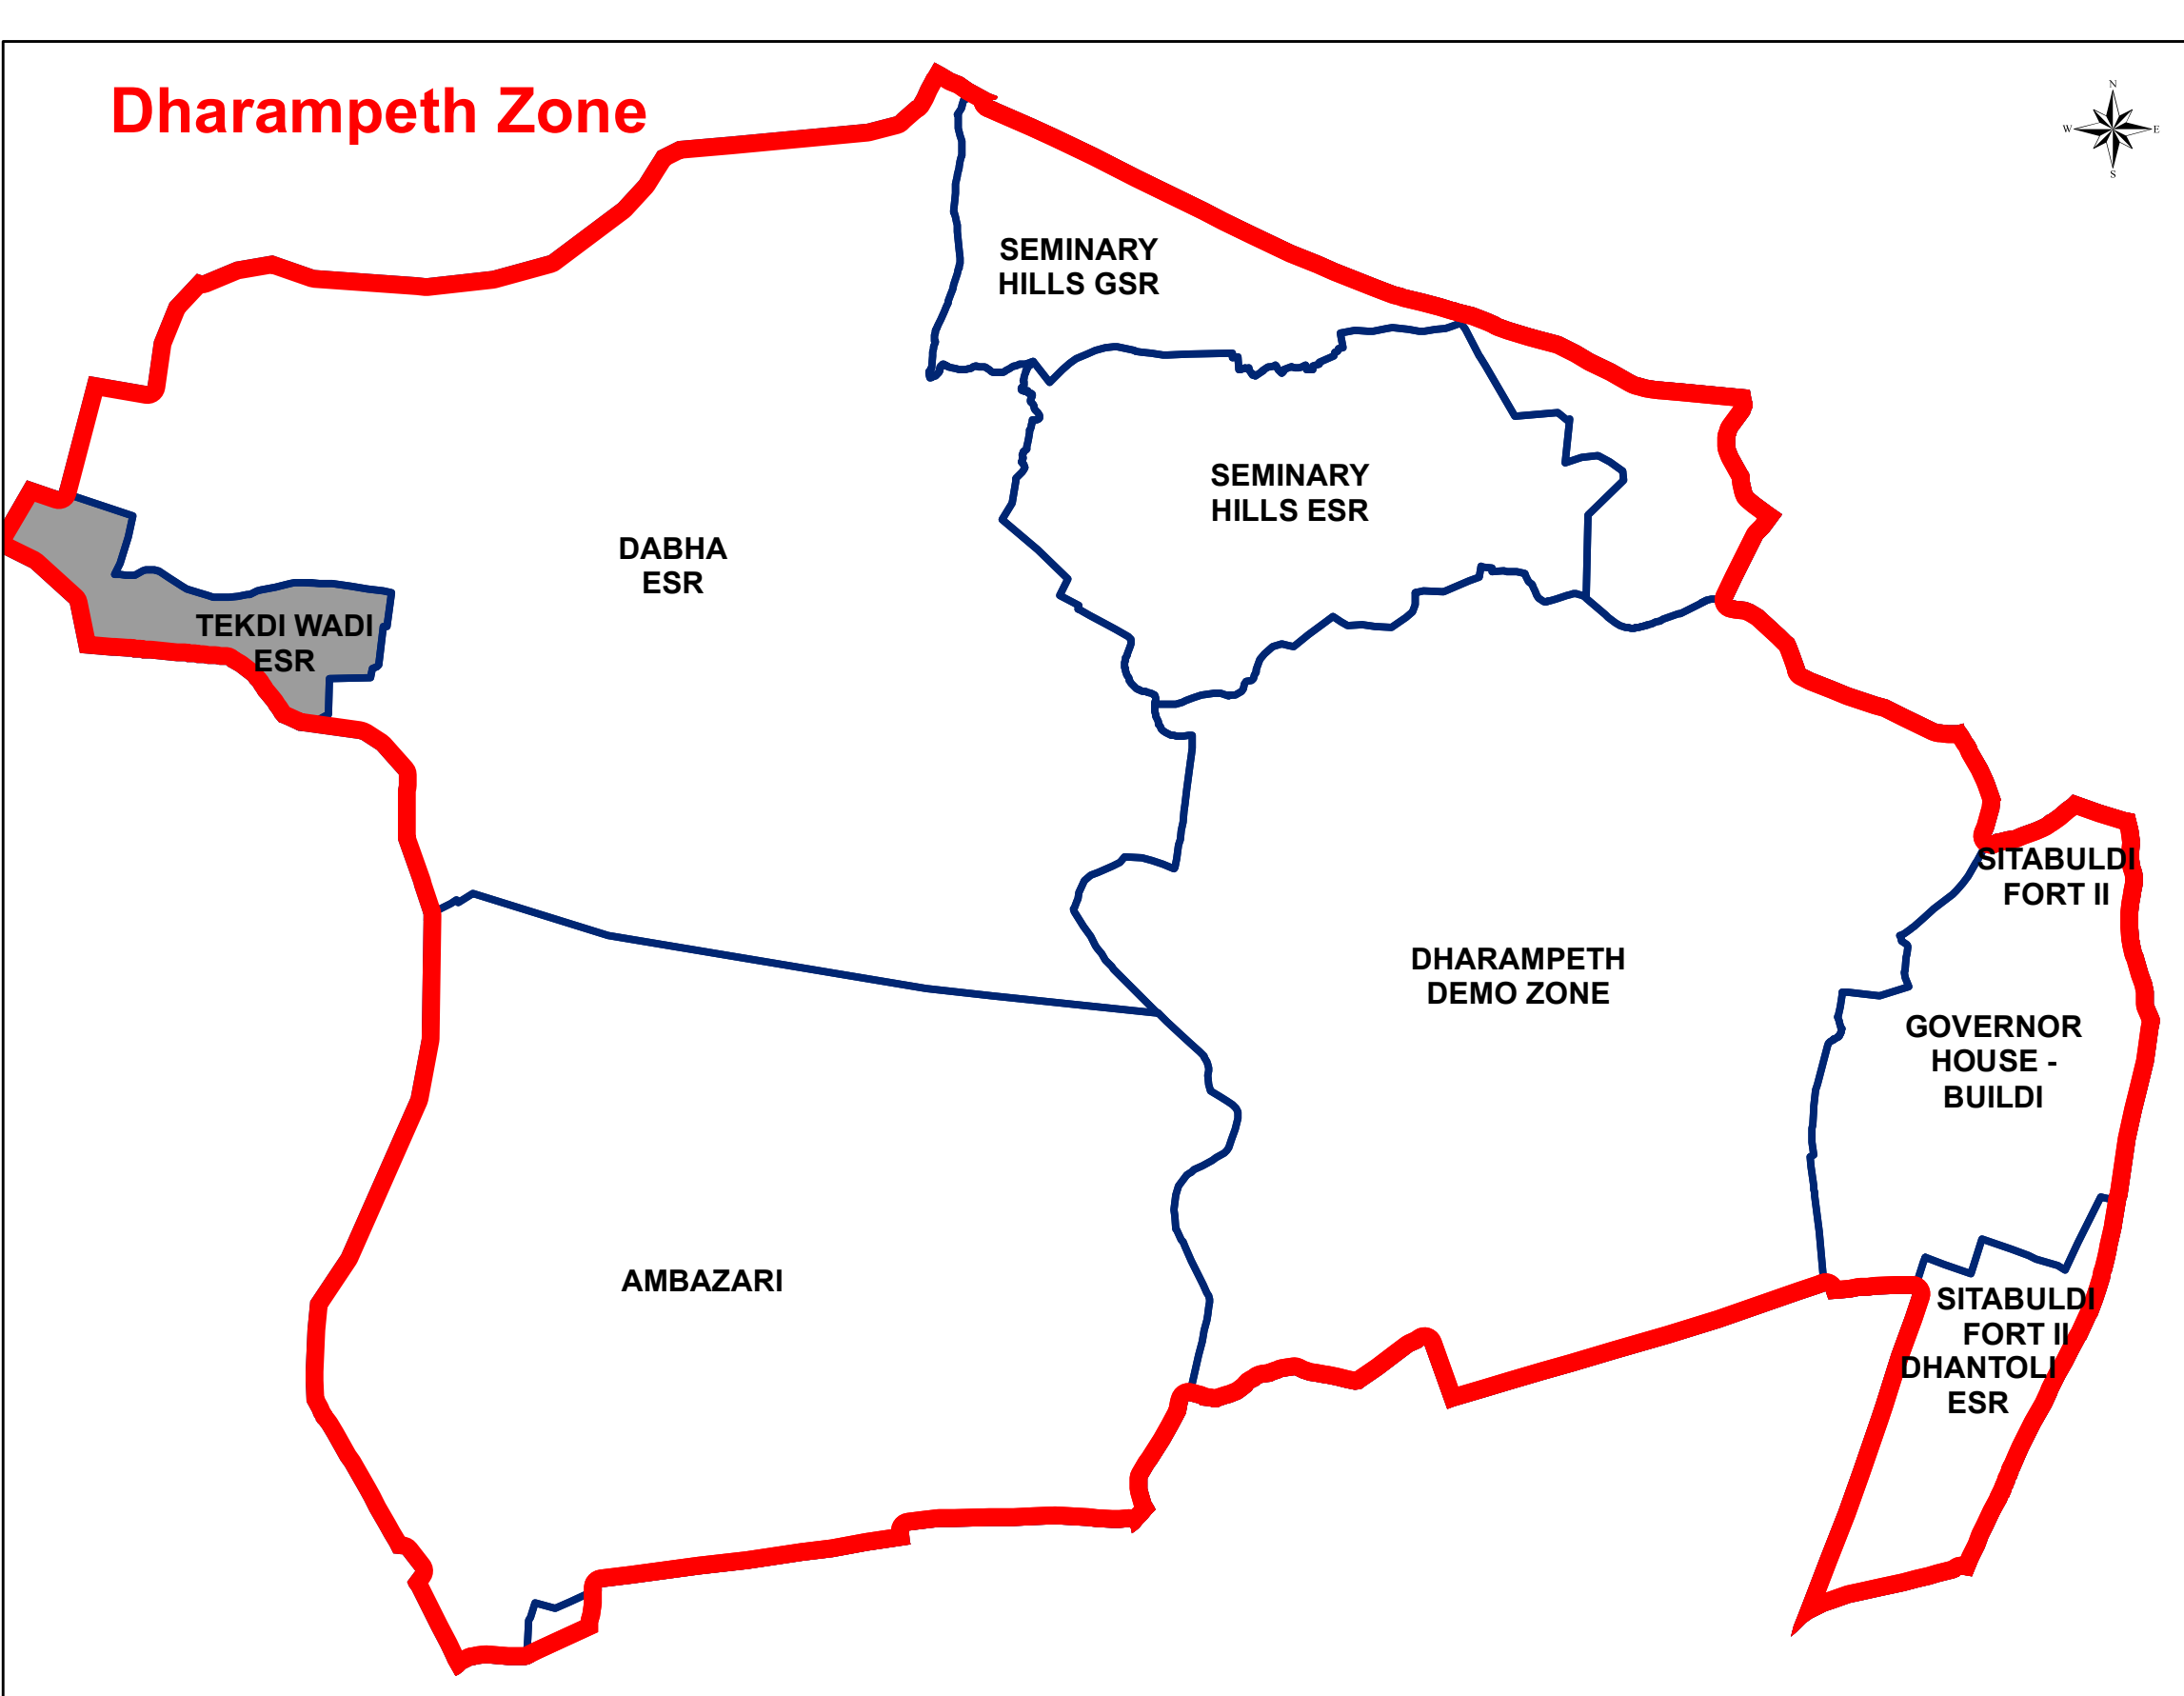 Dharampeth Zone
N
W
E
S
SEMINARY
HILLS GSR
SEMINARY
HILLS ESR
DABHA
ESR
TEKDI WADI
ESR
SITABULDI
FORT II
DHARAMPETH
DEMO ZONE
GOVERNOR
HOUSE -
BUILDI
AMBAZARI
SITABULDI
FORT II
DHANTOLI
ESR